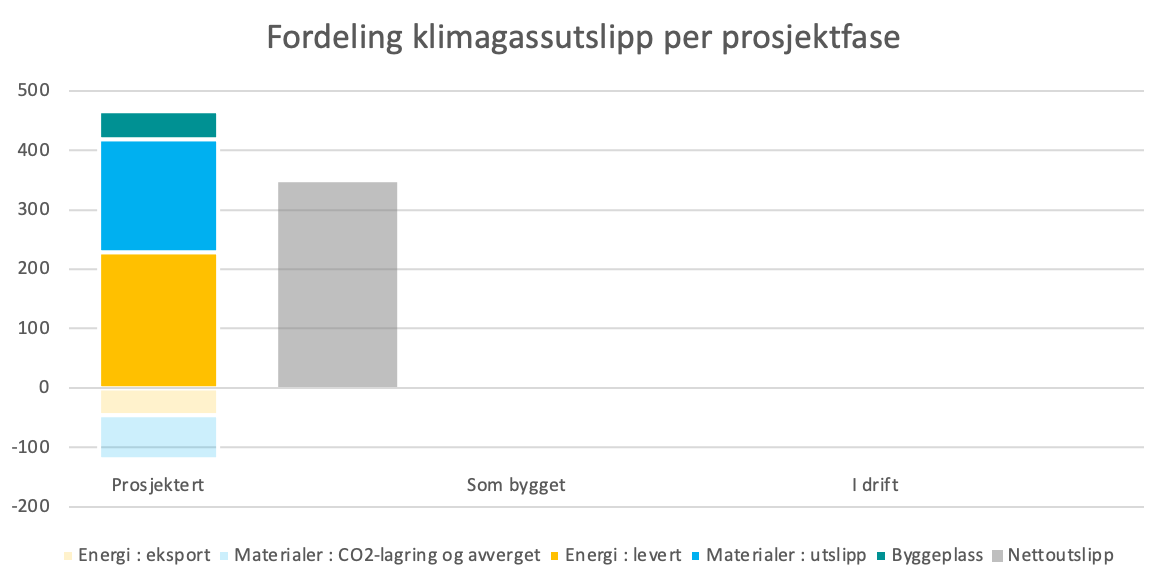 Fordeling klimagassutslipp per prosjektfase
500
400
300
200
100
0
-100
Prosjektert Som bygget I drift
-200
Energi : eksport Materialer : CO2-lagring og avverget Energi : levert Materialer : utslipp Byggeplass Nettoutslipp